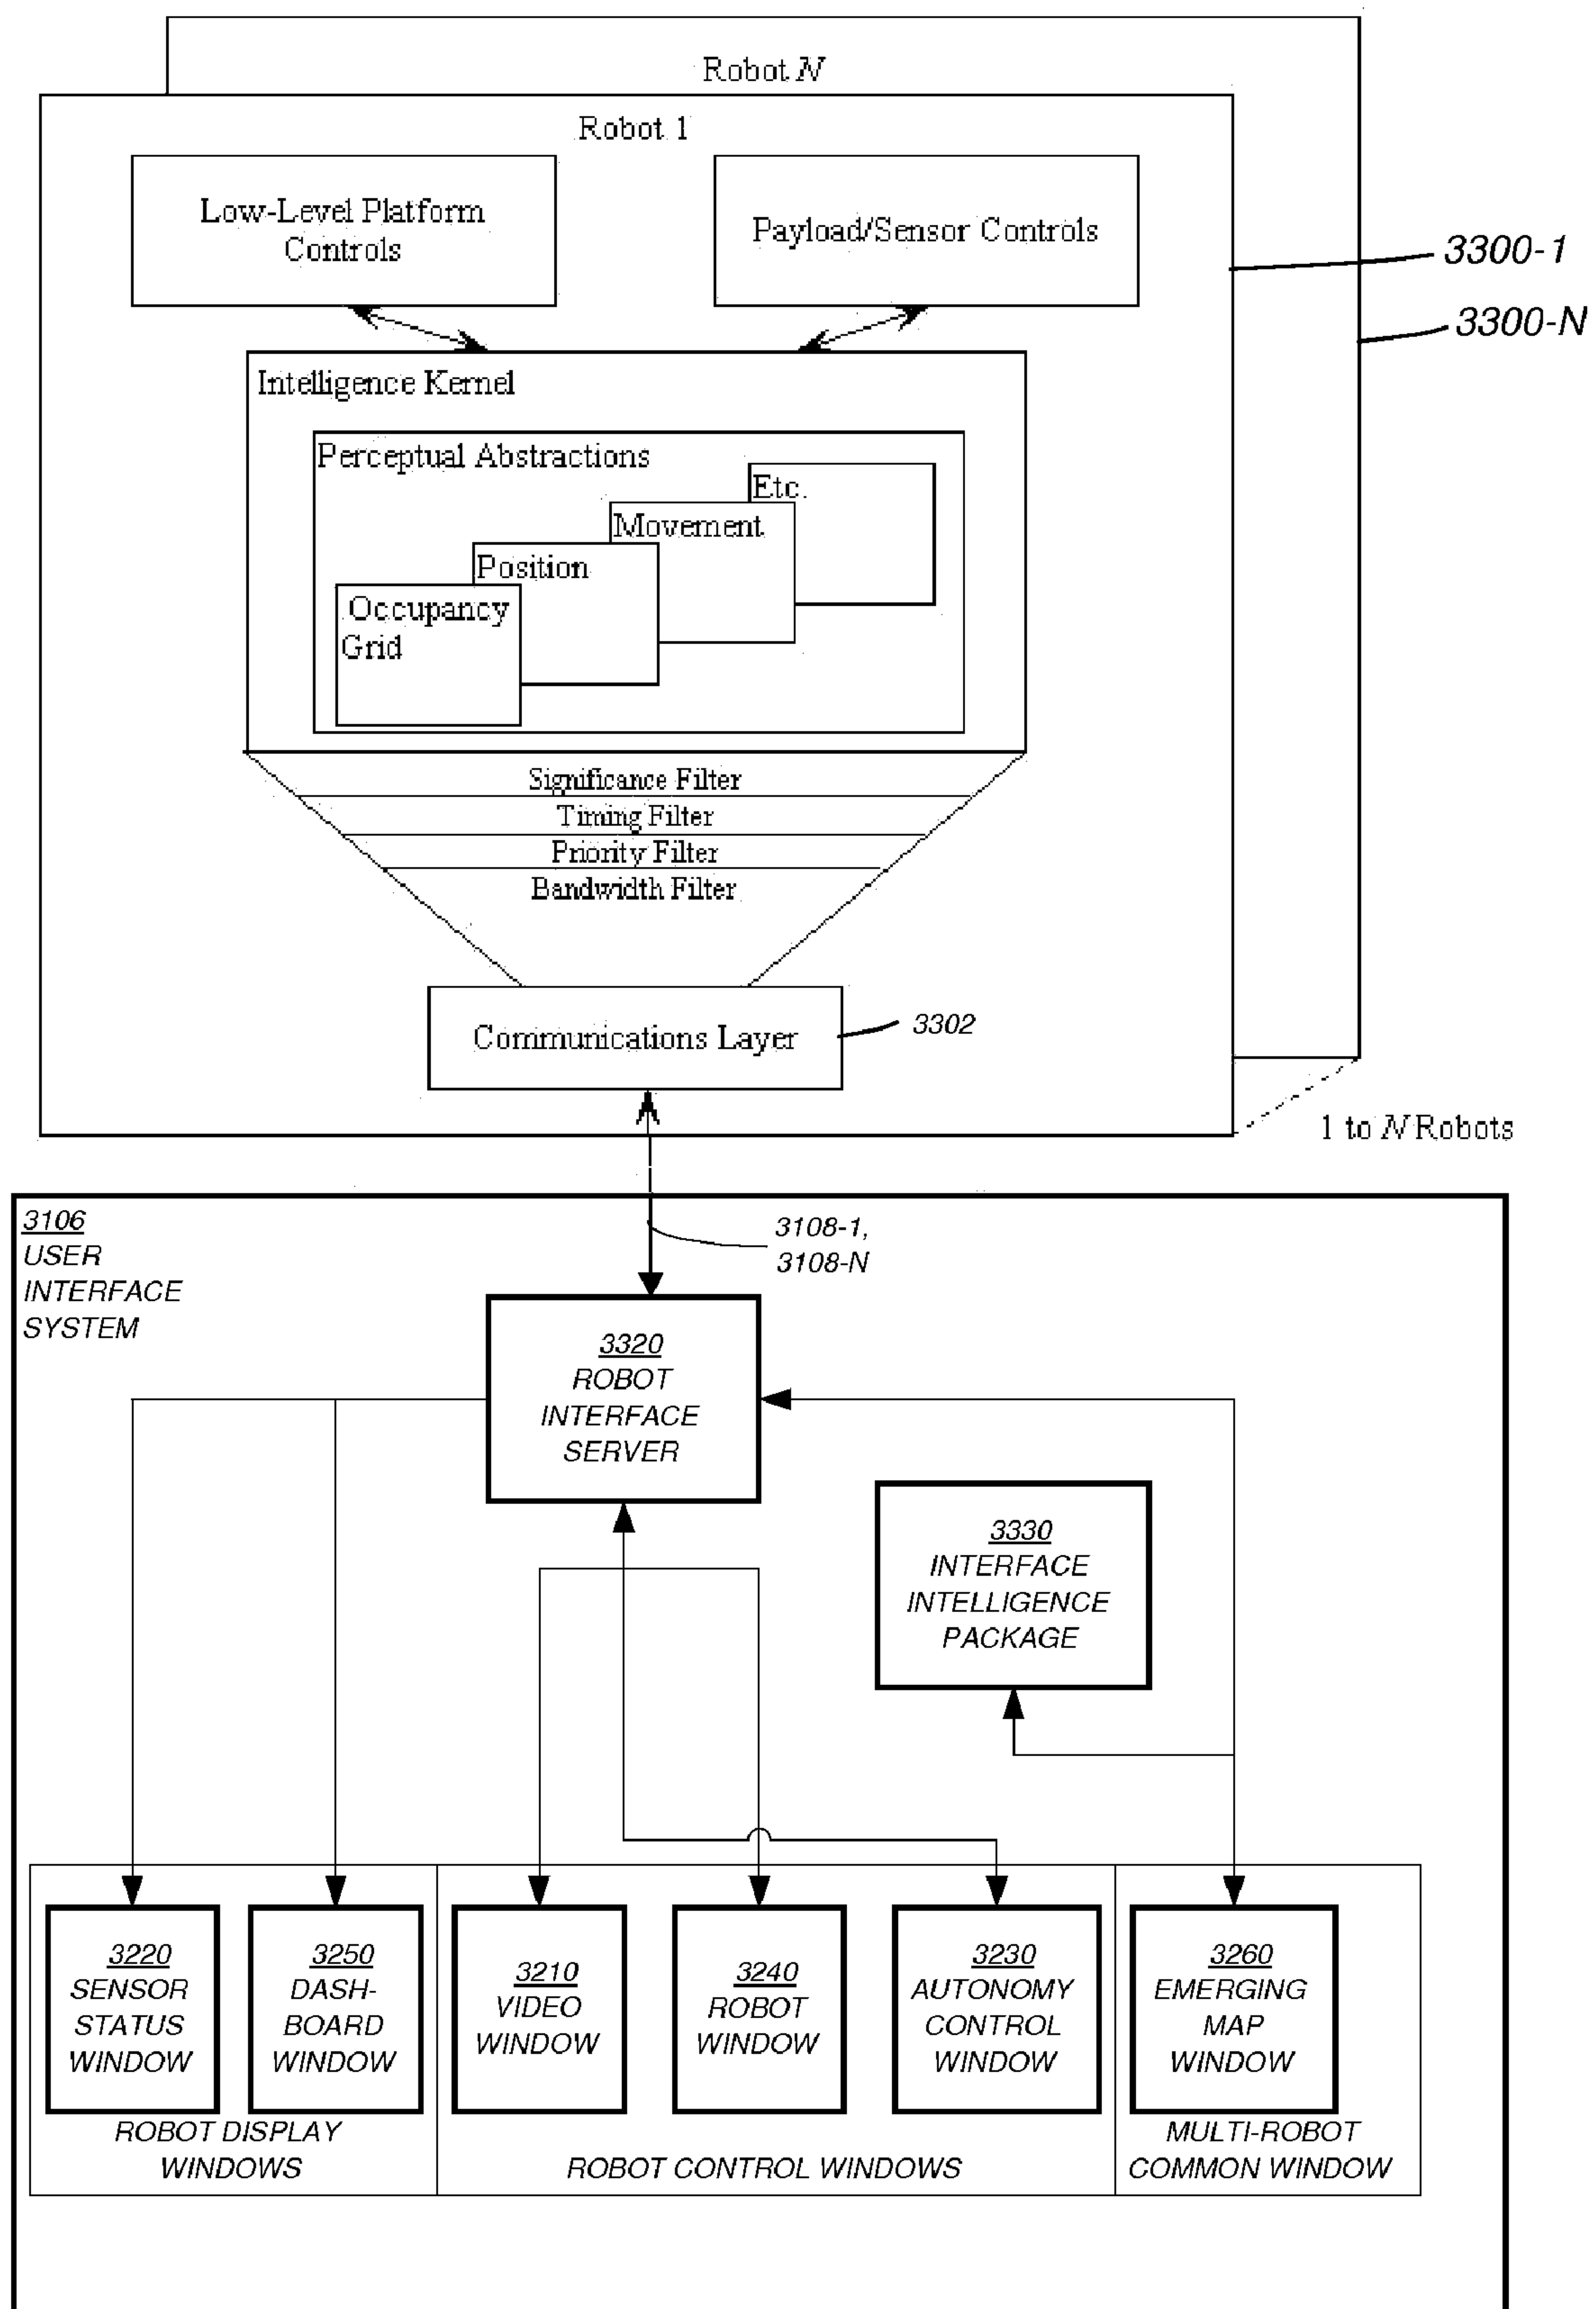 Robot N
Robot 1
Low-Level Platform
Controls
Payload/Sensor Controls
3300-1
3300-N
Intelligence Kernel
Perceptual Abstractions
Etc.
Movement
Position
Occupancy
Grid
Significance Filter
Timing Filter
Priority Filter
Bandwidth Filter
Communications Layer
3302
1 to N Robots
3106
USER
INTERFACE
SYSTEM
3108-1,
3108-N
3320
ROBOT
INTERFACE
SERVER
3330
INTERFACE
INTELLIGENCE
PACKAGE
3220
SENSOR
STATUS
WINDOW
3250
DASH-
BOARD
WINDOW
3210
VIDEO
WINDOW
3240
ROBOT
WINDOW
3230
AUTONOMY
CONTROL
WINDOW
3260
EMERGING
MAP
WINDOW
ROBOT DISPLAY
WINDOWS
ROBOT CONTROL WINDOWS
MULTI-ROBOT
COMMON WINDOW